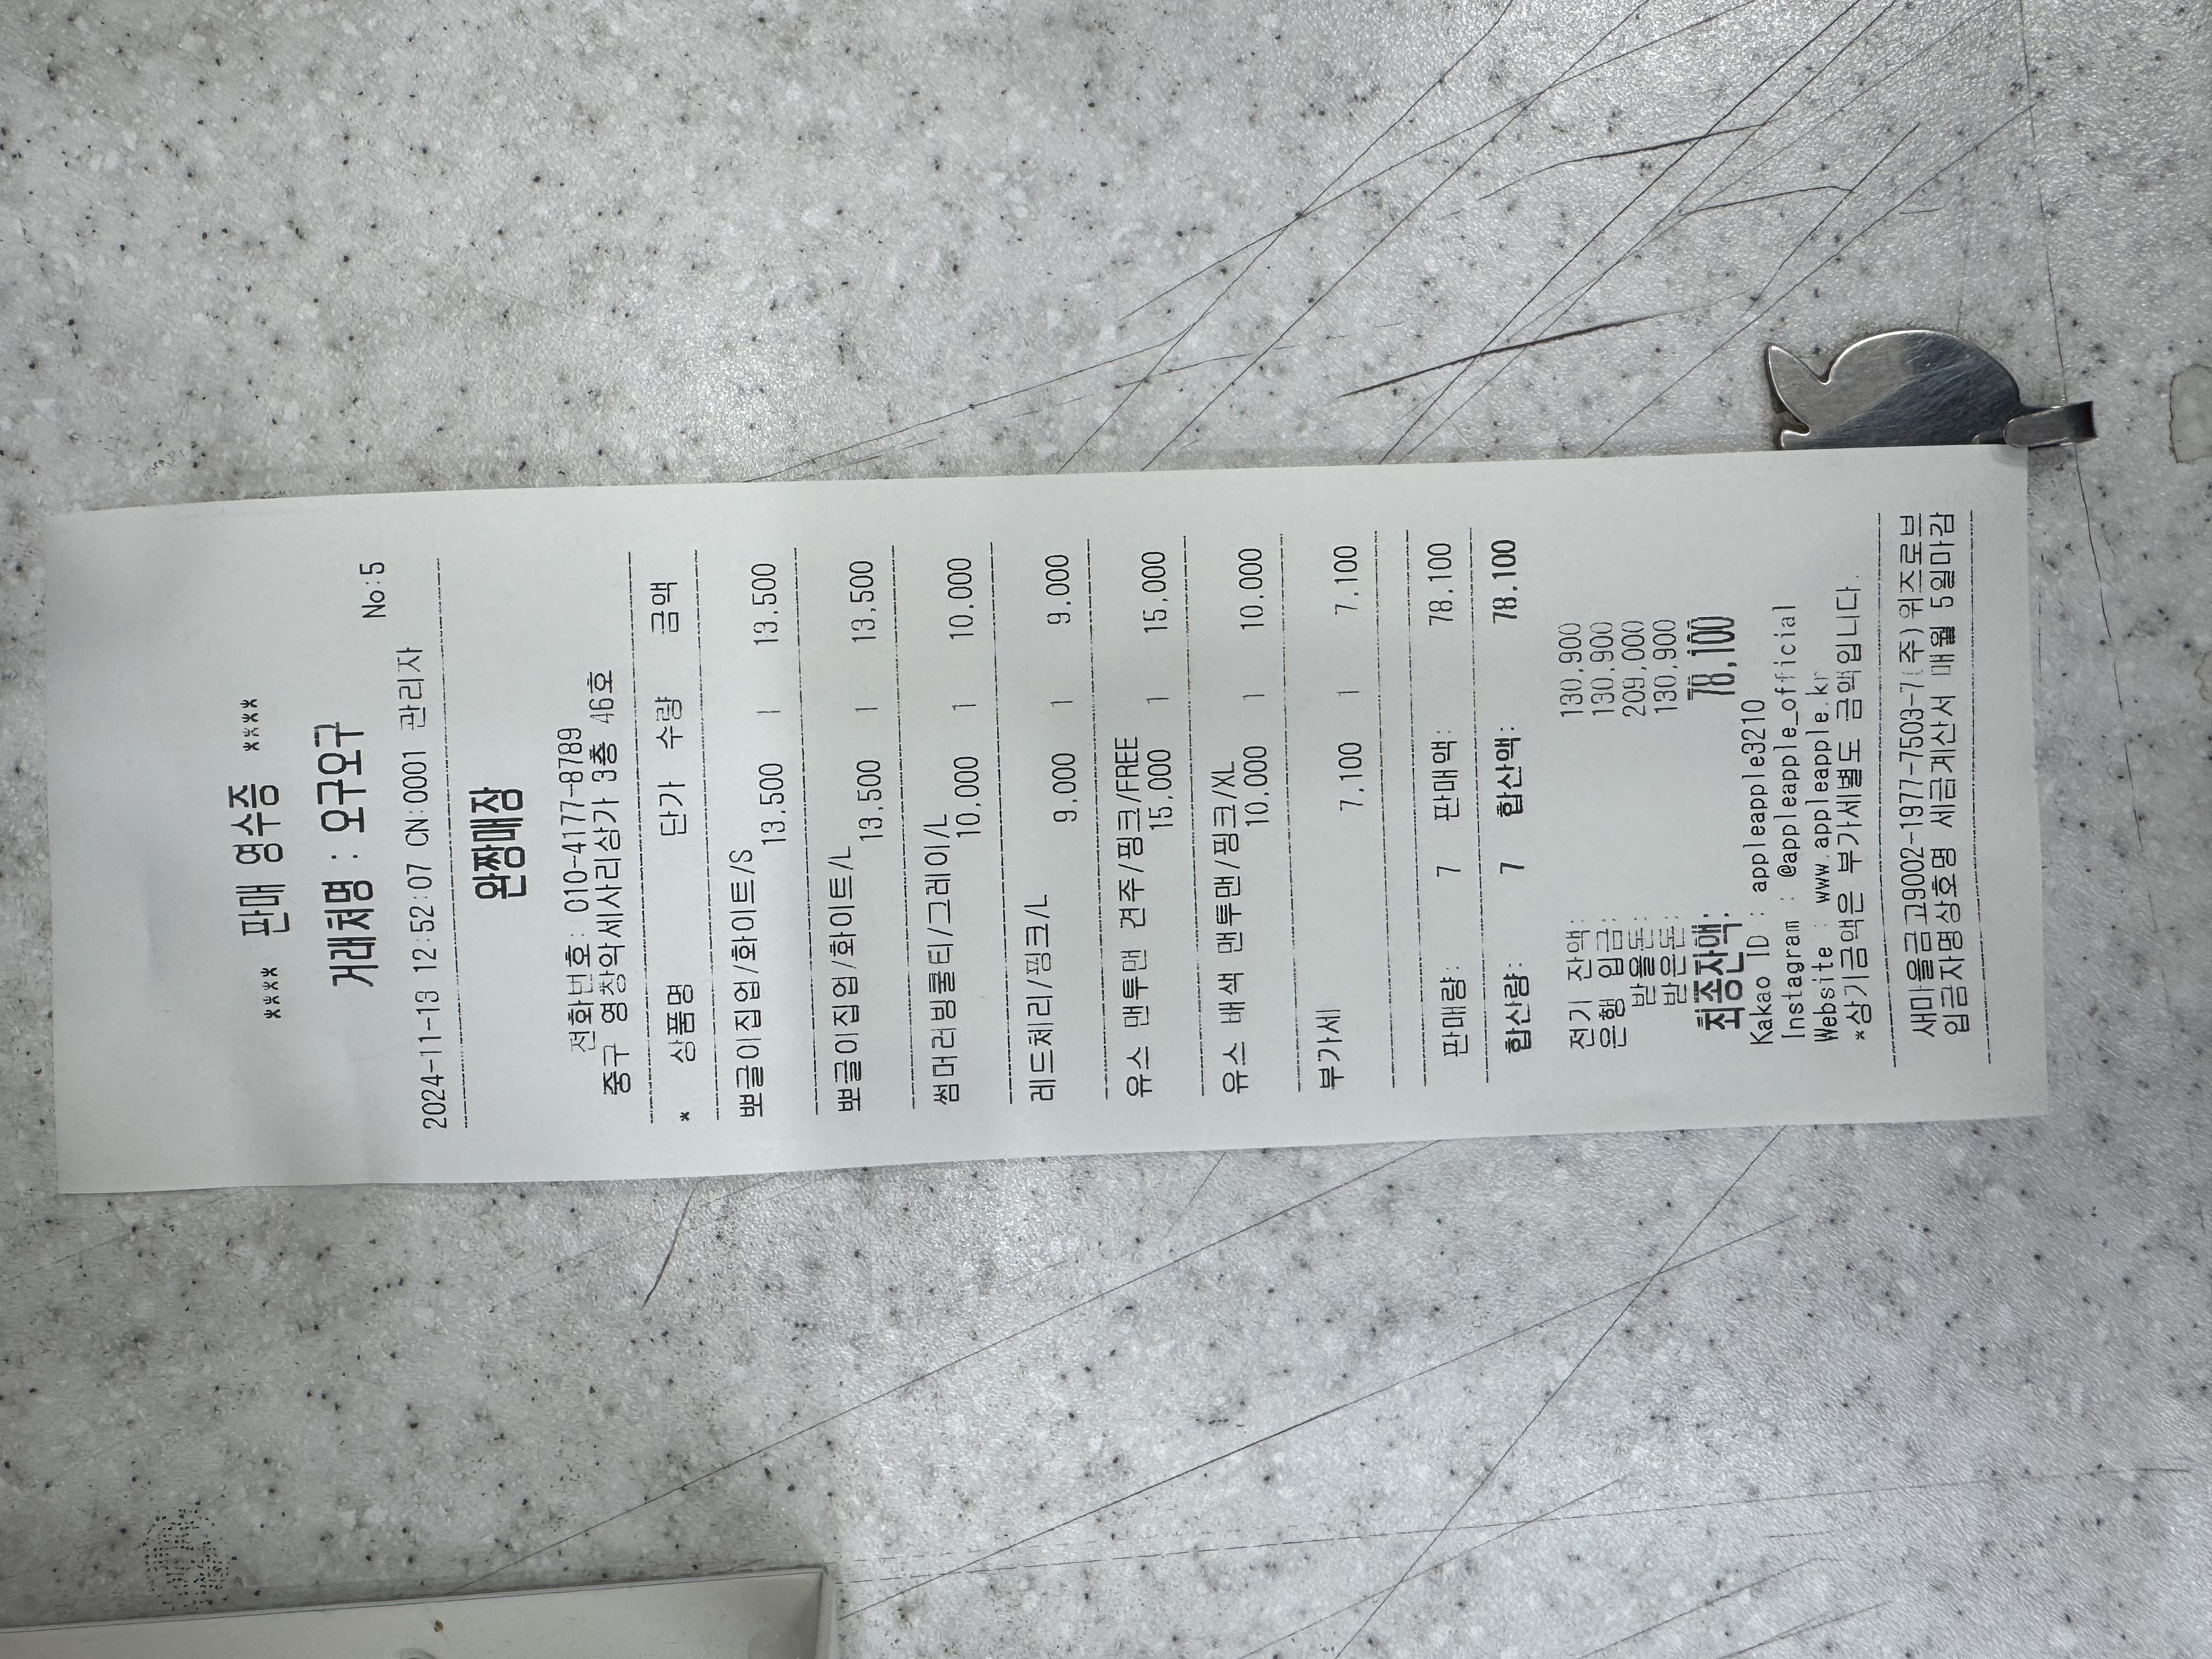 **** 판매 영수증 ****
거래처명 : 오구오구
No:5
2024-11-13 12:52:07 CN:0001 관리자
완짱매장
전화번호: 010-4177-8789
중구 영창악세사리상가 3층 46호
* 상품명 단가 수량 금액
뽀글이집업/화이트/S
13,500 1 13,500
뽀글이집업/화이트/L
13,500 1 13,500
썸머러빙쿨티/그레이/L
10,000 1 10,000
레드체리/핑크/L
9,000 1 9,000
유스 맨투맨 견주/핑크/FREE
15,000 1 15,000
유스 배색 맨투맨/핑크/XL
10,000 1 10,000
부가세
7,100 1 7,100
판매량: 7 판매액: 78,100
합산량: 7 합산액: 78,100
전기 잔액: 130,900
은행 입금: 130,900
받을돈: 209,000
받은돈: 130,900
최종잔액: 78,100
Kakao ID : appleapple3210
Instagram : @appleapple_official
Website : www.appleapple.kr
*상기금액은 부가세별도 금액입니다.
새마을금고9002-1977-7503-7(주)위즈로브
입금자명상호명 세금계산서 매월 5일마감